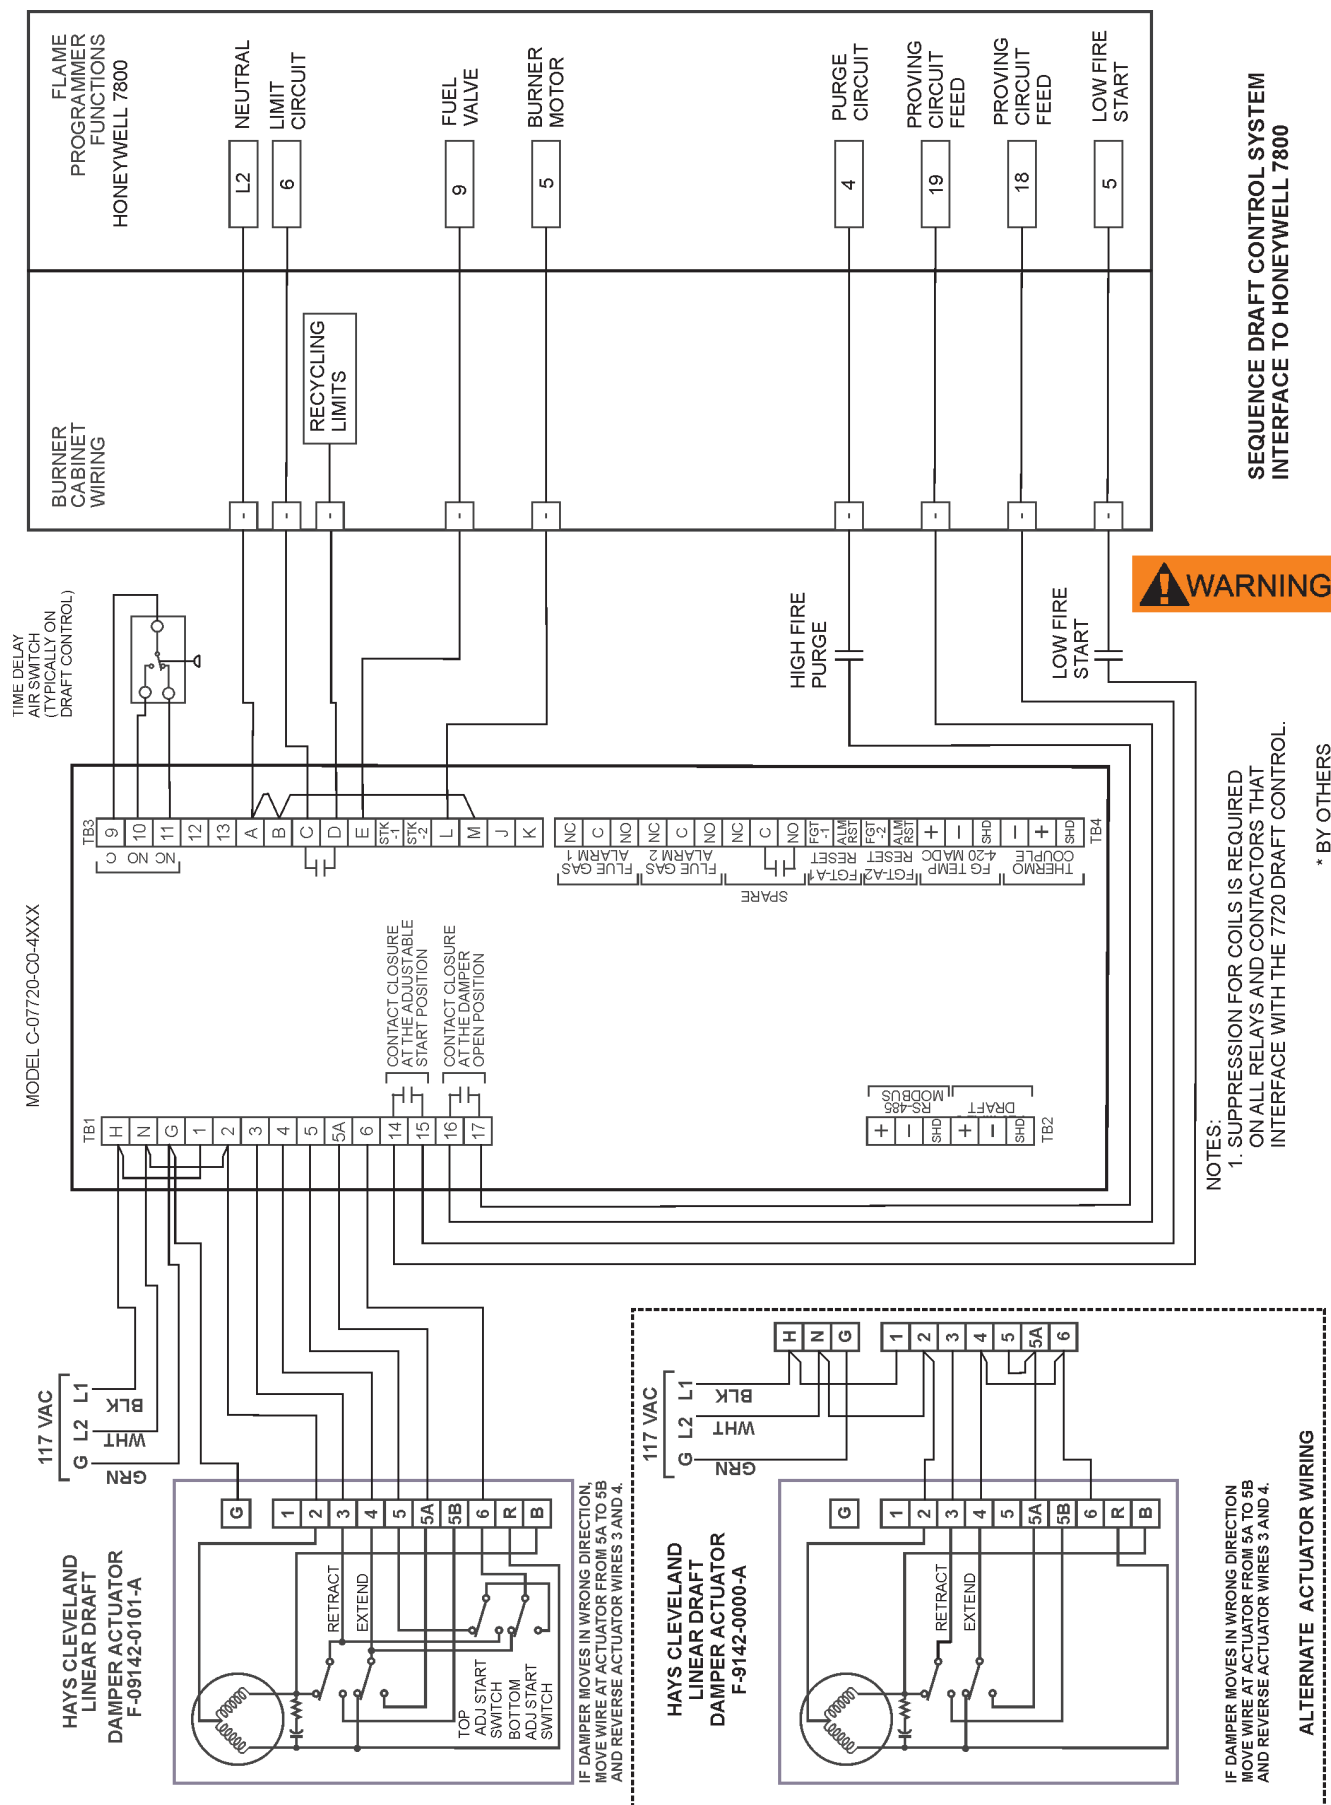 FLAME
PROGRAMMER
FUNCTIONS
HONEYWELL 7800
L2
NEUTRAL
6
LIMIT
CIRCUIT
9
FUEL
VALVE
5
BURNER
MOTOR
4
PURGE
CIRCUIT
19
PROVING
CIRCUIT
FEED
18
PROVING
CIRCUIT
FEED
5
LOW FIRE
START
BURNER
CABINET
WIRING
RECYCLING
LIMITS
- - - - - - - - -
SEQUENCE DRAFT CONTROL SYSTEM
INTERFACE TO HONEYWELL 7800
WARNING
TIME DELAY
AIR SWITCH
(TYPICALLY ON
DRAFT CONTROL)
HIGH FIRE
PURGE
LOW FIRE
START
MODEL C-07720-C0-4XXX
TB3
9 10 11 12 13 A B C D E STK-1 STK-2 L M J K
C NO NC
NC C NO NC C NO NC C NO FGT-1 ALM RST FGT-2 ALM RST + - SHD - + SHD
TB4
FLUE GAS
ALARM 1
FLUE GAS
ALARM 2
SPARE
RESET
FGT-A1
RESET
FGT-A2
4-20 MADC
FG TEMP
THERMO
COUPLE
CONTACT CLOSURE
AT THE ADJUSTABLE
START POSITION
CONTACT CLOSURE
AT THE DAMPER
OPEN POSITION
TB1
H N G 1 2 3 4 5 5A 6 14 15 16 17
MODBUS
RS-485
DRAFT
+ - SHD + - SHD
TB2
NOTES:
1. SUPPRESSION FOR COILS IS REQUIRED
ON ALL RELAYS AND CONTACTORS THAT
INTERFACE WITH THE 7720 DRAFT CONTROL.
* BY OTHERS
117 VAC
G L2 L1
GRN WHT BLK
HAYS CLEVELAND
LINEAR DRAFT
DAMPER ACTUATOR
F-09142-0101-A
G 1 2 3 4 5 5A 5B 6 R B
RETRACT
EXTEND
TOP
ADJ START
SWITCH
BOTTOM
ADJ START
SWITCH
IF DAMPER MOVES IN WRONG DIRECTION,
MOVE WIRE AT ACTUATOR FROM 5A TO 5B
AND REVERSE ACTUATOR WIRES 3 AND 4.
117 VAC
G L2 L1
GRN WHT BLK
H N G 1 2 3 4 5 5A 6
HAYS CLEVELAND
LINEAR DRAFT
DAMPER ACTUATOR
F-9142-0000-A
G 1 2 3 4 5 5A 5B 6 R B
RETRACT
EXTEND
IF DAMPER MOVES IN WRONG DIRECTION
MOVE WIRE AT ACTUATOR FROM 5A TO 5B
AND REVERSE ACTUATOR WIRES 3 AND 4.
ALTERNATE ACTUATOR WIRING